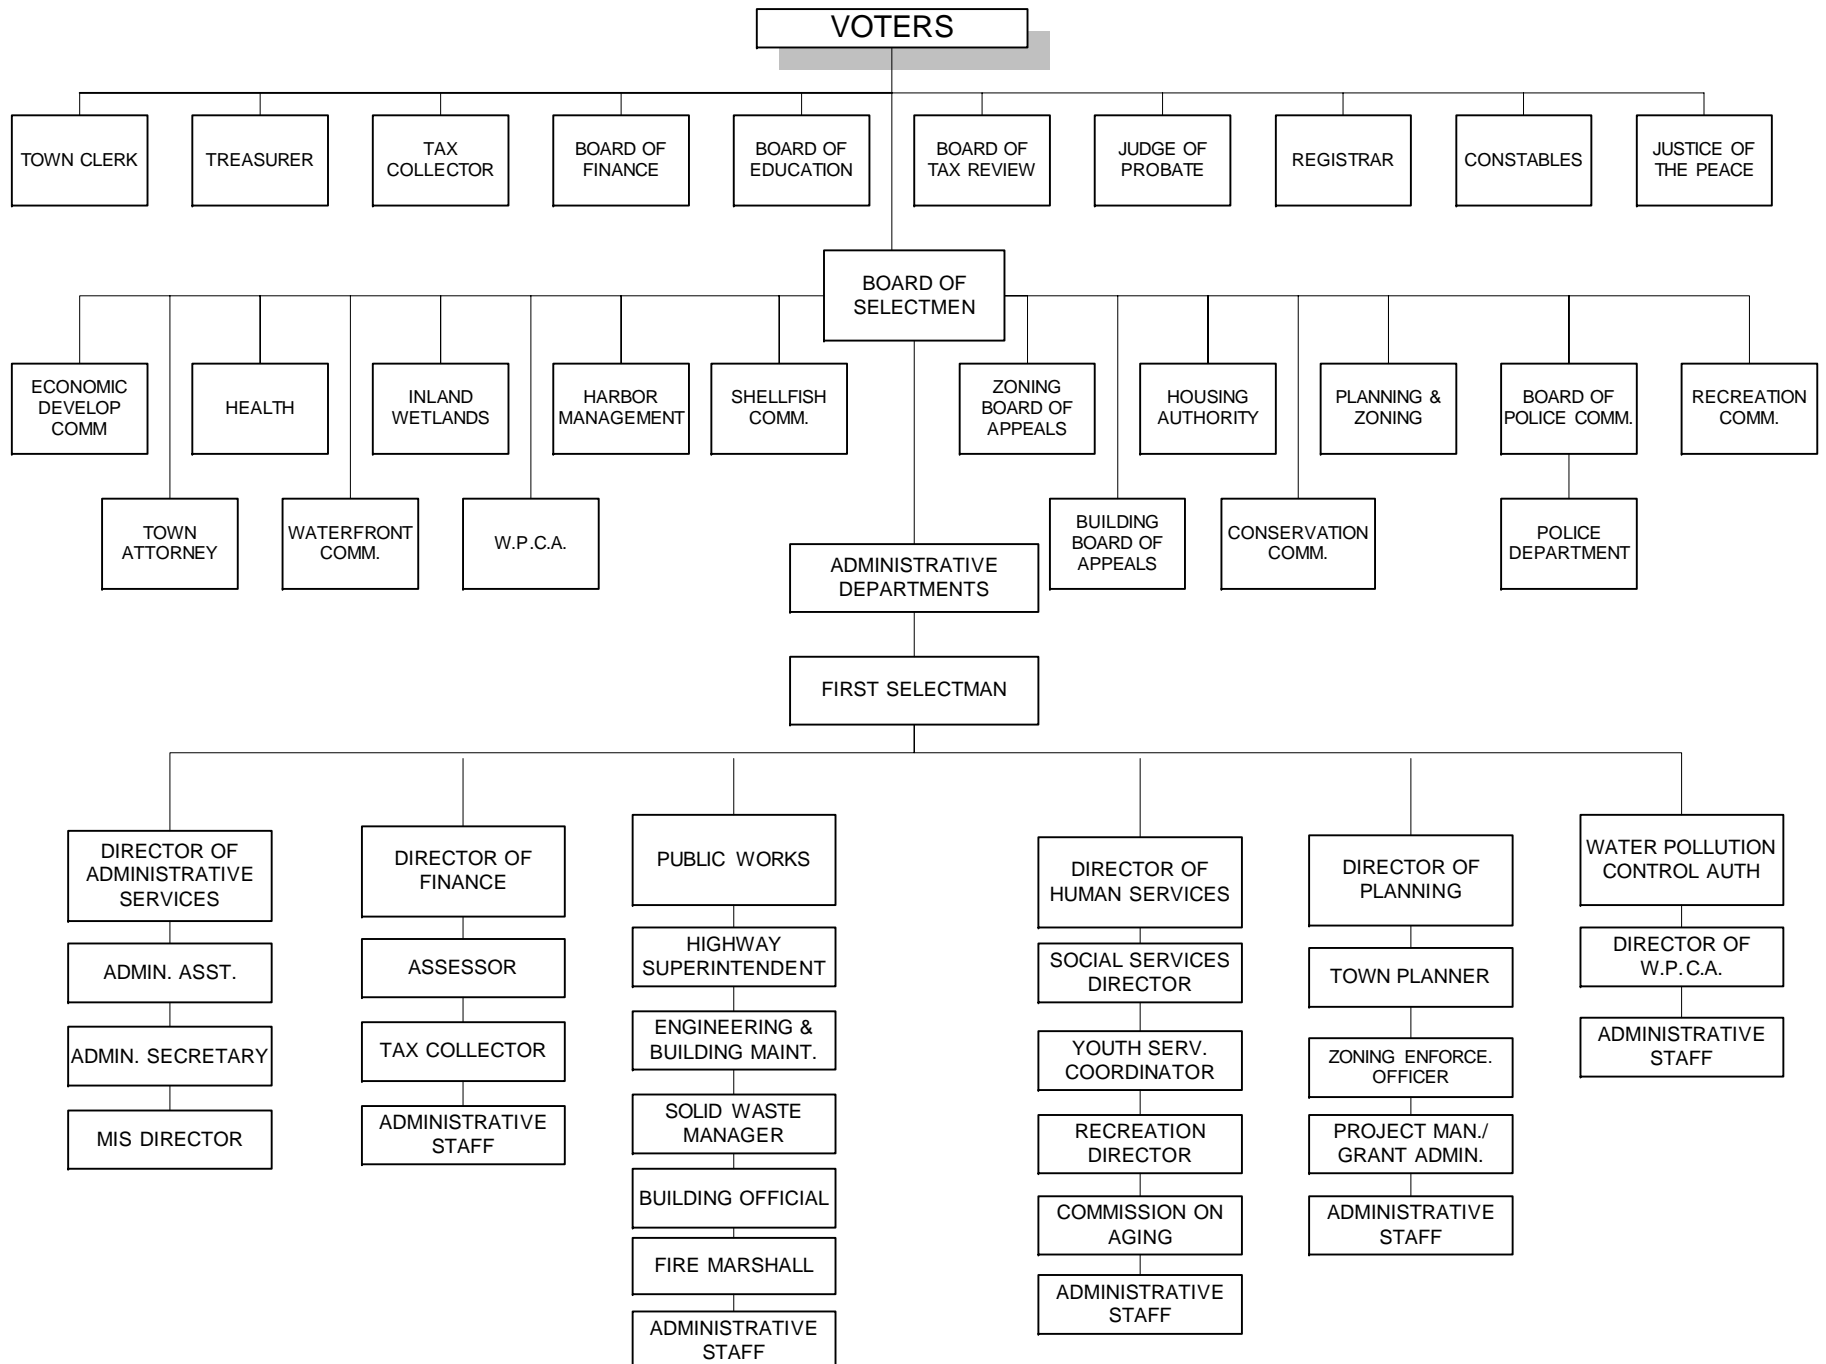 VOTERS
TOWN CLERK
TREASURER
TAX
COLLECTOR
BOARD OF
FINANCE
BOARD OF
EDUCATION
BOARD OF
TAX REVIEW
JUDGE OF
PROBATE
REGISTRAR
CONSTABLES
JUSTICE OF
THE PEACE
BOARD OF
SELECTMEN
ECONOMIC
DEVELOP
COMM
HEALTH
INLAND
WETLANDS
HARBOR
MANAGEMENT
SHELLFISH
COMM.
ZONING
BOARD OF
APPEALS
HOUSING
AUTHORITY
PLANNING &
ZONING
BOARD OF
POLICE COMM.
RECREATION
COMM.
TOWN
ATTORNEY
WATERFRONT
COMM.
W.P.C.A.
BUILDING
BOARD OF
APPEALS
CONSERVATION
COMM.
POLICE
DEPARTMENT
ADMINISTRATIVE
DEPARTMENTS
FIRST SELECTMAN
DIRECTOR OF
ADMINISTRATIVE
SERVICES
ADMIN. ASST.
ADMIN. SECRETARY
MIS DIRECTOR
DIRECTOR OF
FINANCE
ASSESSOR
TAX COLLECTOR
ADMINISTRATIVE
STAFF
PUBLIC WORKS
HIGHWAY
SUPERINTENDENT
ENGINEERING &
BUILDING MAINT.
SOLID WASTE
MANAGER
BUILDING OFFICIAL
FIRE MARSHALL
ADMINISTRATIVE
STAFF
DIRECTOR OF
HUMAN SERVICES
SOCIAL SERVICES
DIRECTOR
YOUTH SERV.
COORDINATOR
RECREATION
DIRECTOR
COMMISSION ON
AGING
ADMINISTRATIVE
STAFF
DIRECTOR OF
PLANNING
TOWN PLANNER
ZONING ENFORCE.
OFFICER
PROJECT MAN./
GRANT ADMIN.
ADMINISTRATIVE
STAFF
WATER POLLUTION
CONTROL AUTH
DIRECTOR OF
W.P.C.A.
ADMINISTRATIVE
STAFF